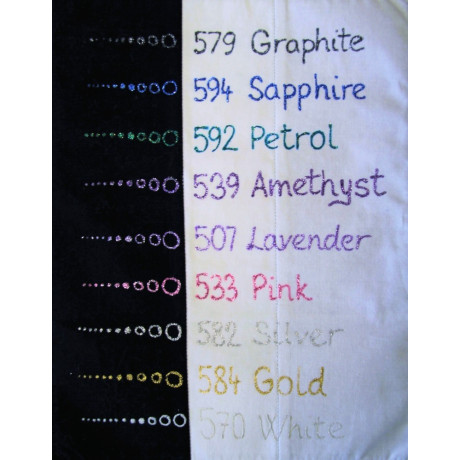 579 Graphite
594 Sapphire
592 Petrol
539 Amethyst
507 Lavender
533 Pink
582 Silver
584 Gold
570 White